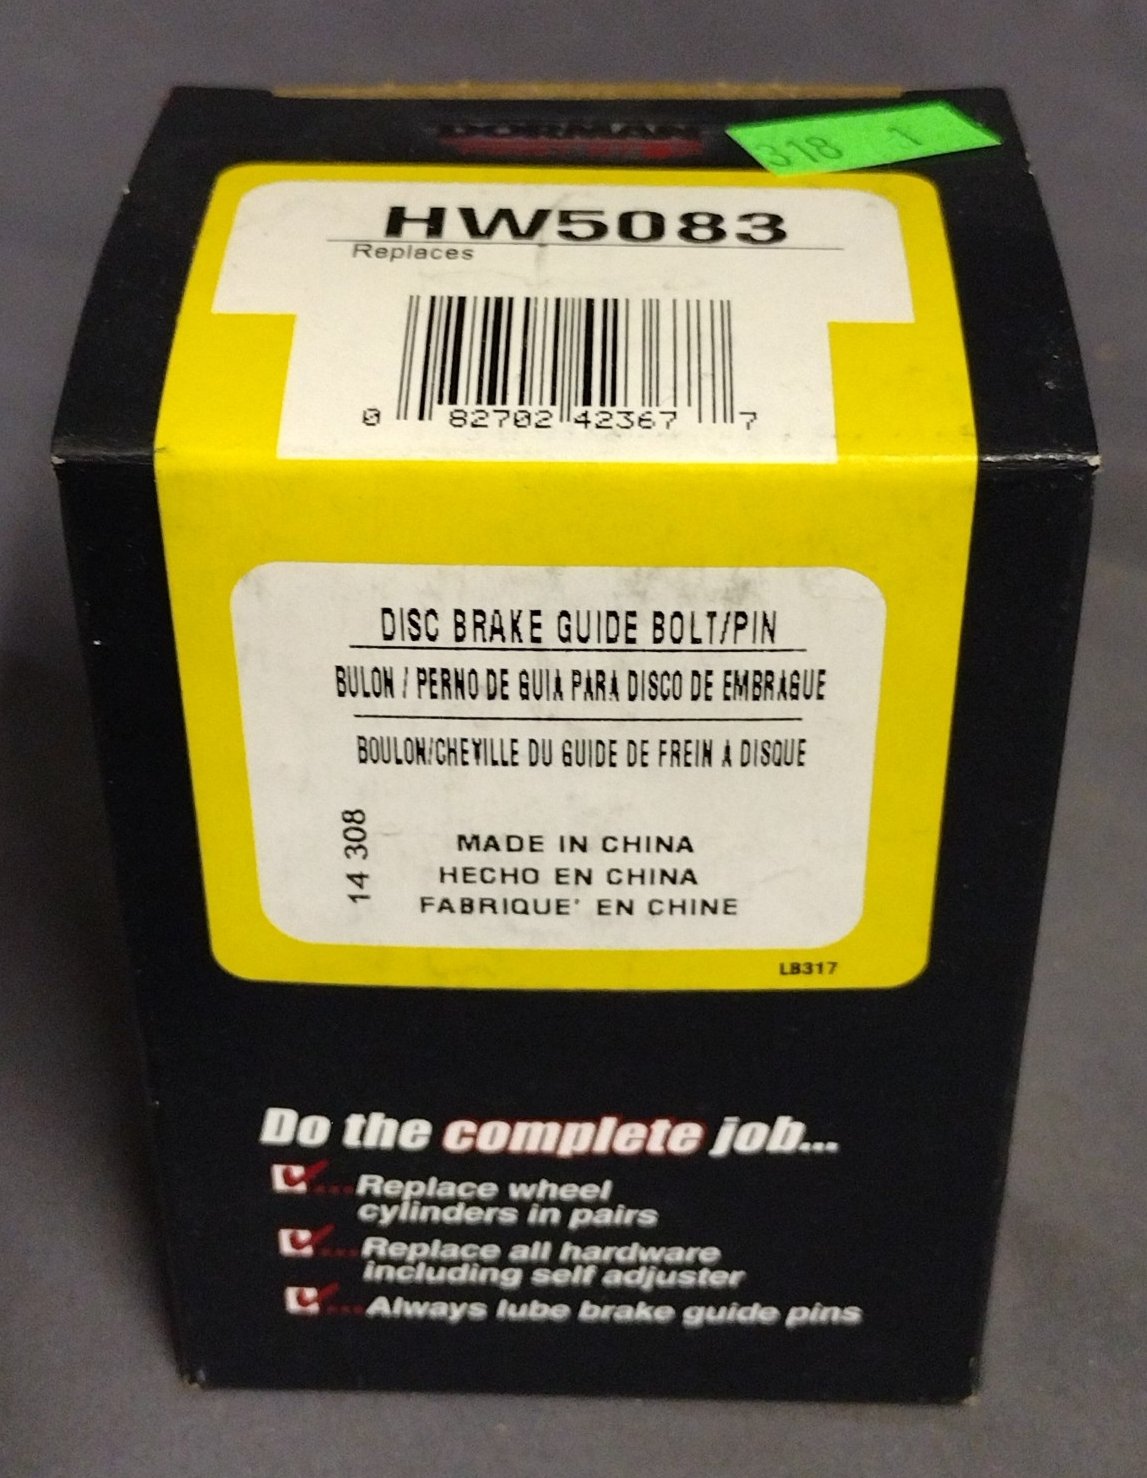 DORMAN
318 1
HW5083
Replaces
0 82702 42367 7
DISC BRAKE GUIDE BOLT/PIN
BULON / PERNO DE GUIA PARA DISCO DE EMBRAGUE
BOULON/CHEVILLE DU GUIDE DE FREIN A DISQUE
14 308
MADE IN CHINA
HECHO EN CHINA
FABRIQUE' EN CHINE
LB317
Do the complete job...
...Replace wheel
cylinders in pairs
...Replace all hardware
including self adjuster
...Always lube brake guide pins